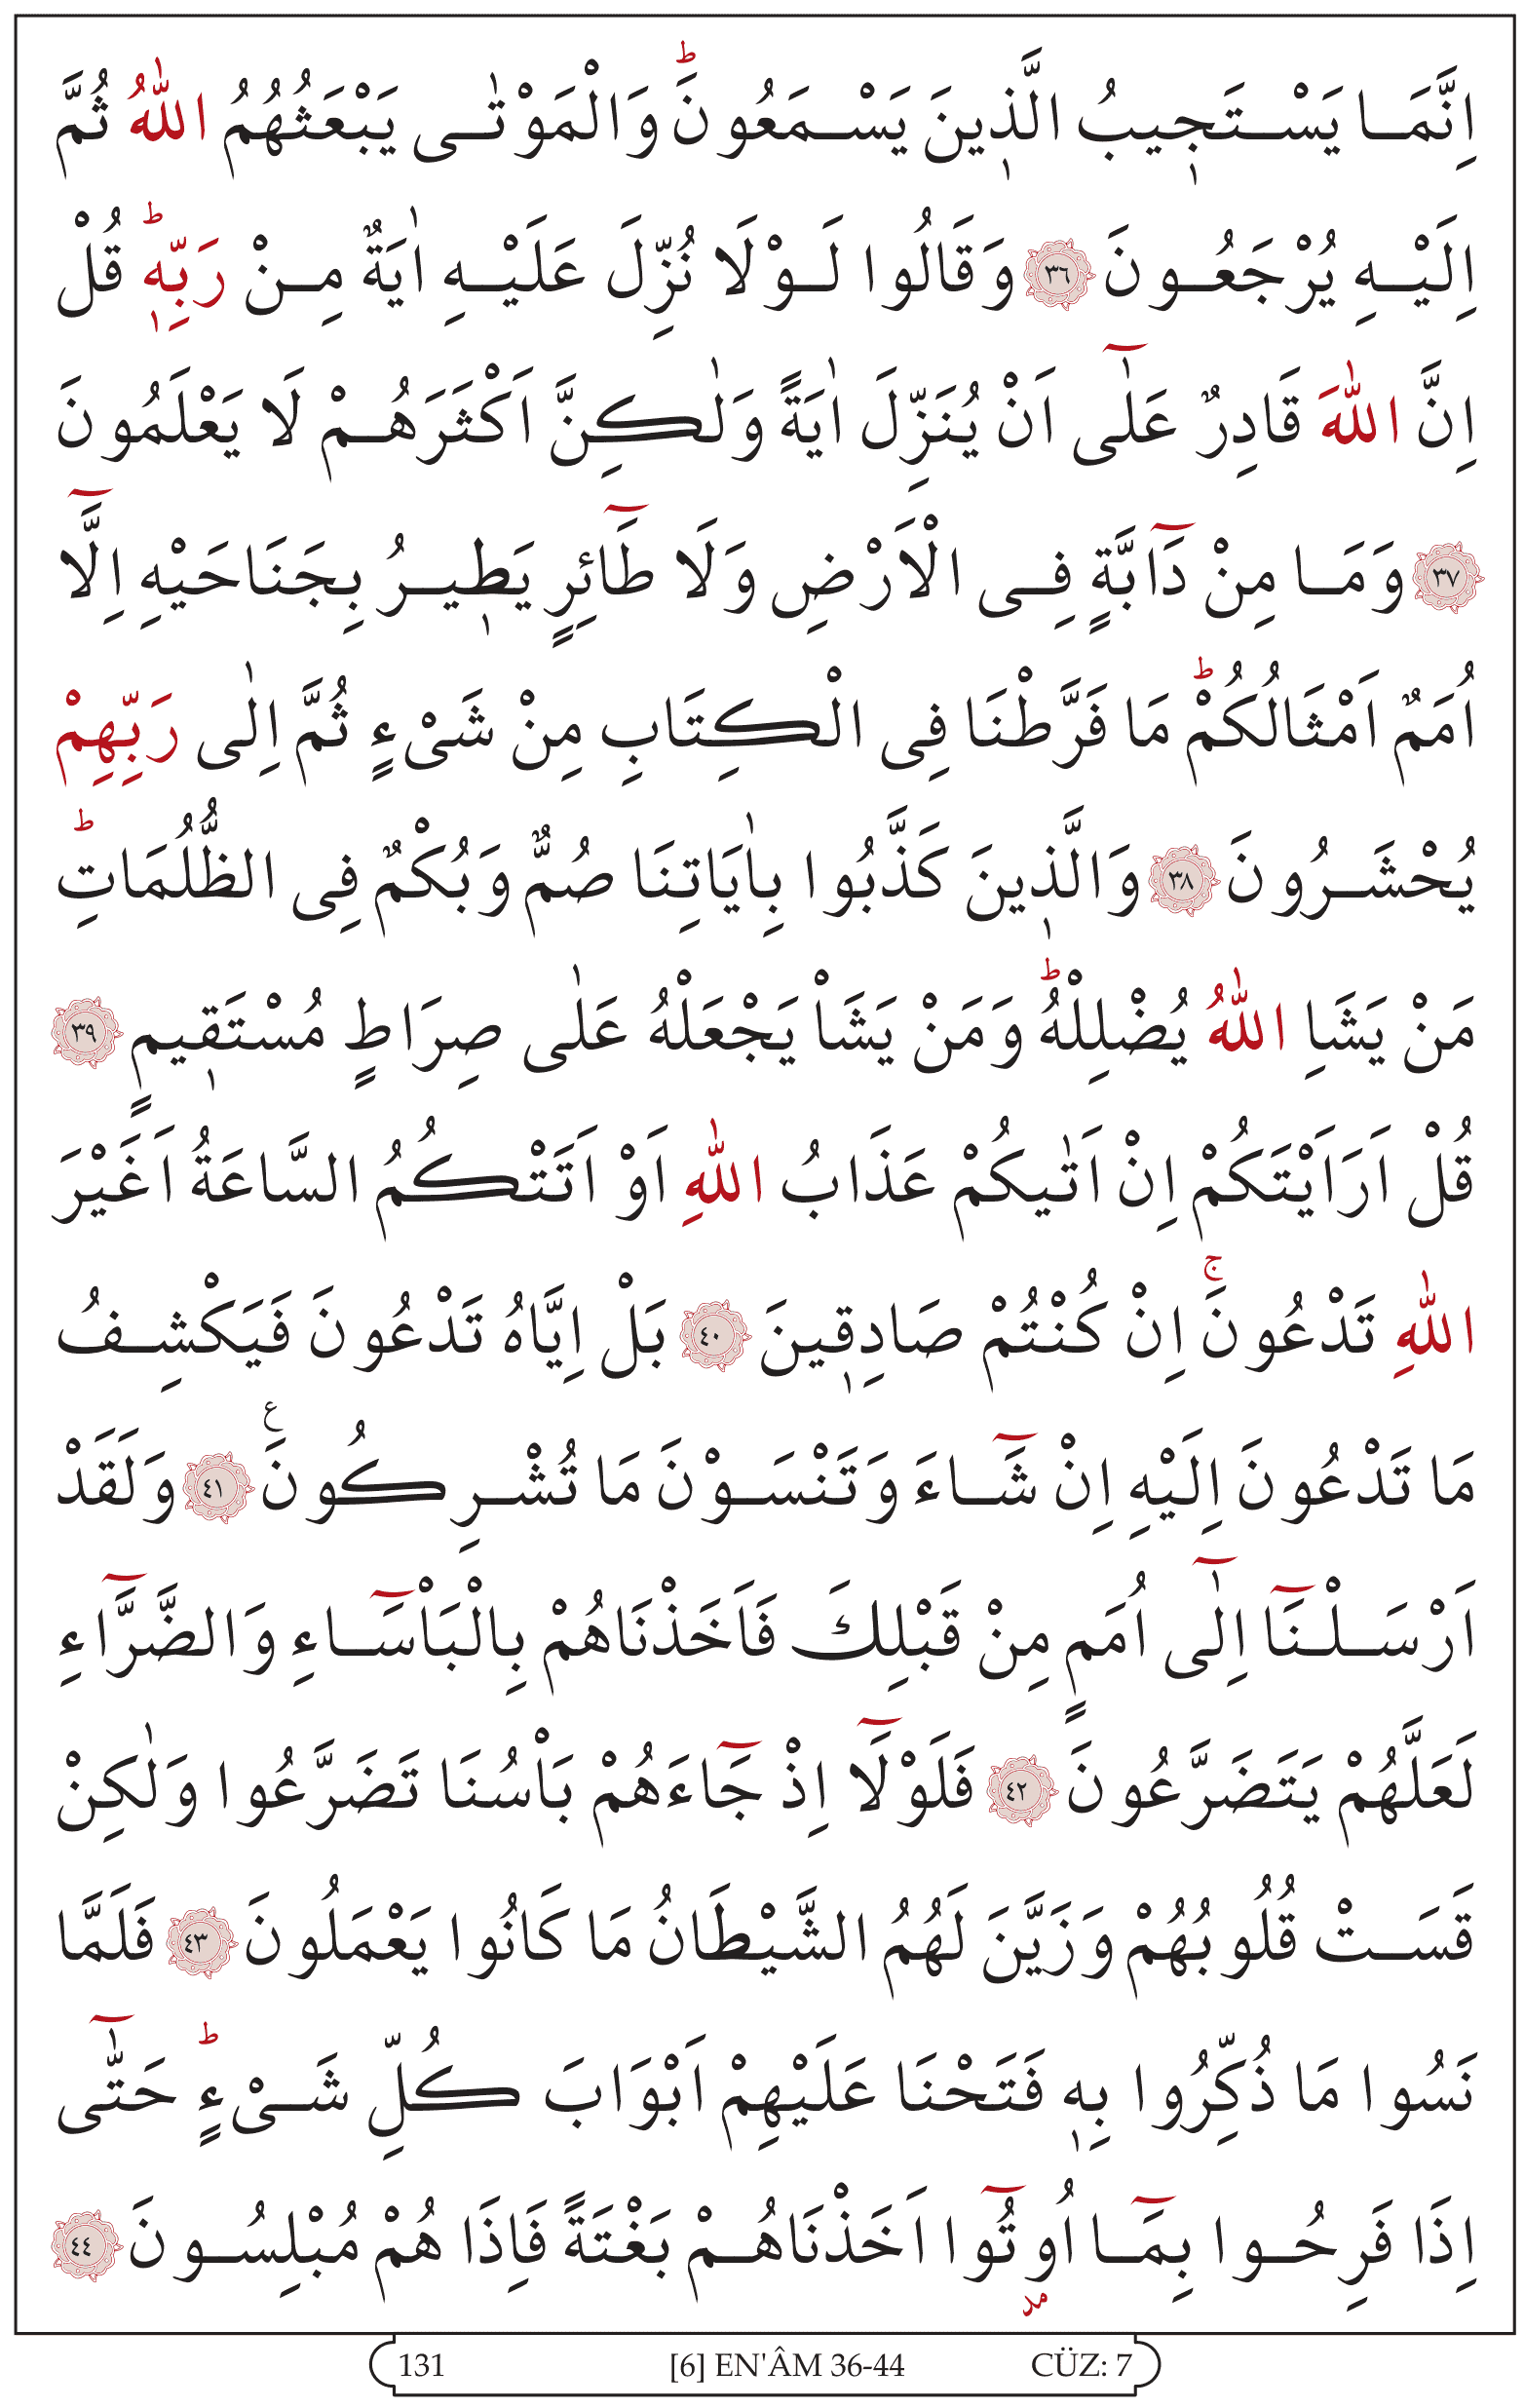 اِنَّمَا يَسْتَج۪يبُ الَّذ۪ينَ يَسْمَعُونَۜ وَالْمَوْتٰى يَبْعَثُهُمُ اللّٰهُ ثُمَّ
اِلَيْهِ يُرْجَعُونَ ﴿٣٦﴾ وَقَالُوا لَوْلَا نُزِّلَ عَلَيْهِ اٰيَةٌ مِنْ رَبِّه۪ۜ قُلْ
اِنَّ اللّٰهَ قَادِرٌ عَلٰٓى اَنْ يُنَزِّلَ اٰيَةً وَلٰكِنَّ اَكْثَرَهُمْ لَا يَعْلَمُونَ
﴿٣٧﴾ وَمَا مِنْ دَٓابَّةٍ فِى الْاَرْضِ وَلَا طَٓائِرٍ يَط۪يرُ بِجَنَاحَيْهِ اِلَّٓا
اُمَمٌ اَمْثَالُكُمْۜ مَا فَرَّطْنَا فِى الْكِتَابِ مِنْ شَىْءٍ ثُمَّ اِلٰى رَبِّهِمْ
يُحْشَرُونَ ﴿٣٨﴾ وَالَّذ۪ينَ كَذَّبُوا بِاٰيَاتِنَا صُمٌّ وَبُكْمٌ فِى الظُّلُمَاتِۜ
مَنْ يَشَاِ اللّٰهُ يُضْلِلْهُۜ وَمَنْ يَشَاْ يَجْعَلْهُ عَلٰى صِرَاطٍ مُسْتَق۪يمٍ ﴿٣٩﴾
قُلْ اَرَاَيْتَكُمْ اِنْ اَتٰيكُمْ عَذَابُ اللّٰهِ اَوْ اَتَتْكُمُ السَّاعَةُ اَغَيْرَ
اللّٰهِ تَدْعُونَۚ اِنْ كُنْتُمْ صَادِق۪ينَ ﴿٤٠﴾ بَلْ اِيَّاهُ تَدْعُونَ فَيَكْشِفُ
مَا تَدْعُونَ اِلَيْهِ اِنْ شَٓاءَ وَتَنْسَوْنَ مَا تُشْرِكُونَ ع ﴿٤١﴾ وَلَقَدْ
اَرْسَلْنَٓا اِلٰٓى اُمَمٍ مِنْ قَبْلِكَ فَاَخَذْنَاهُمْ بِالْبَاْسَٓاءِ وَالضَّرَّٓاءِ
لَعَلَّهُمْ يَتَضَرَّعُونَ ﴿٤٢﴾ فَلَوْلَٓا اِذْ جَٓاءَهُمْ بَاْسُنَا تَضَرَّعُوا وَلٰكِنْ
قَسَتْ قُلُوبُهُمْ وَزَيَّنَ لَهُمُ الشَّيْطَانُ مَا كَانُوا يَعْمَلُونَ ﴿٤٣﴾ فَلَمَّا
نَسُوا مَا ذُكِّرُوا بِه۪ فَتَحْنَا عَلَيْهِمْ اَبْوَابَ كُلِّ شَىْءٍۜ حَتّٰٓى
اِذَا فَرِحُوا بِمَٓا اُو۫تُٓوا اَخَذْنَاهُمْ بَغْتَةً فَاِذَا هُمْ مُبْلِسُونَ ﴿٤٤﴾
131 [6] EN'ÂM 36-44 CÜZ: 7